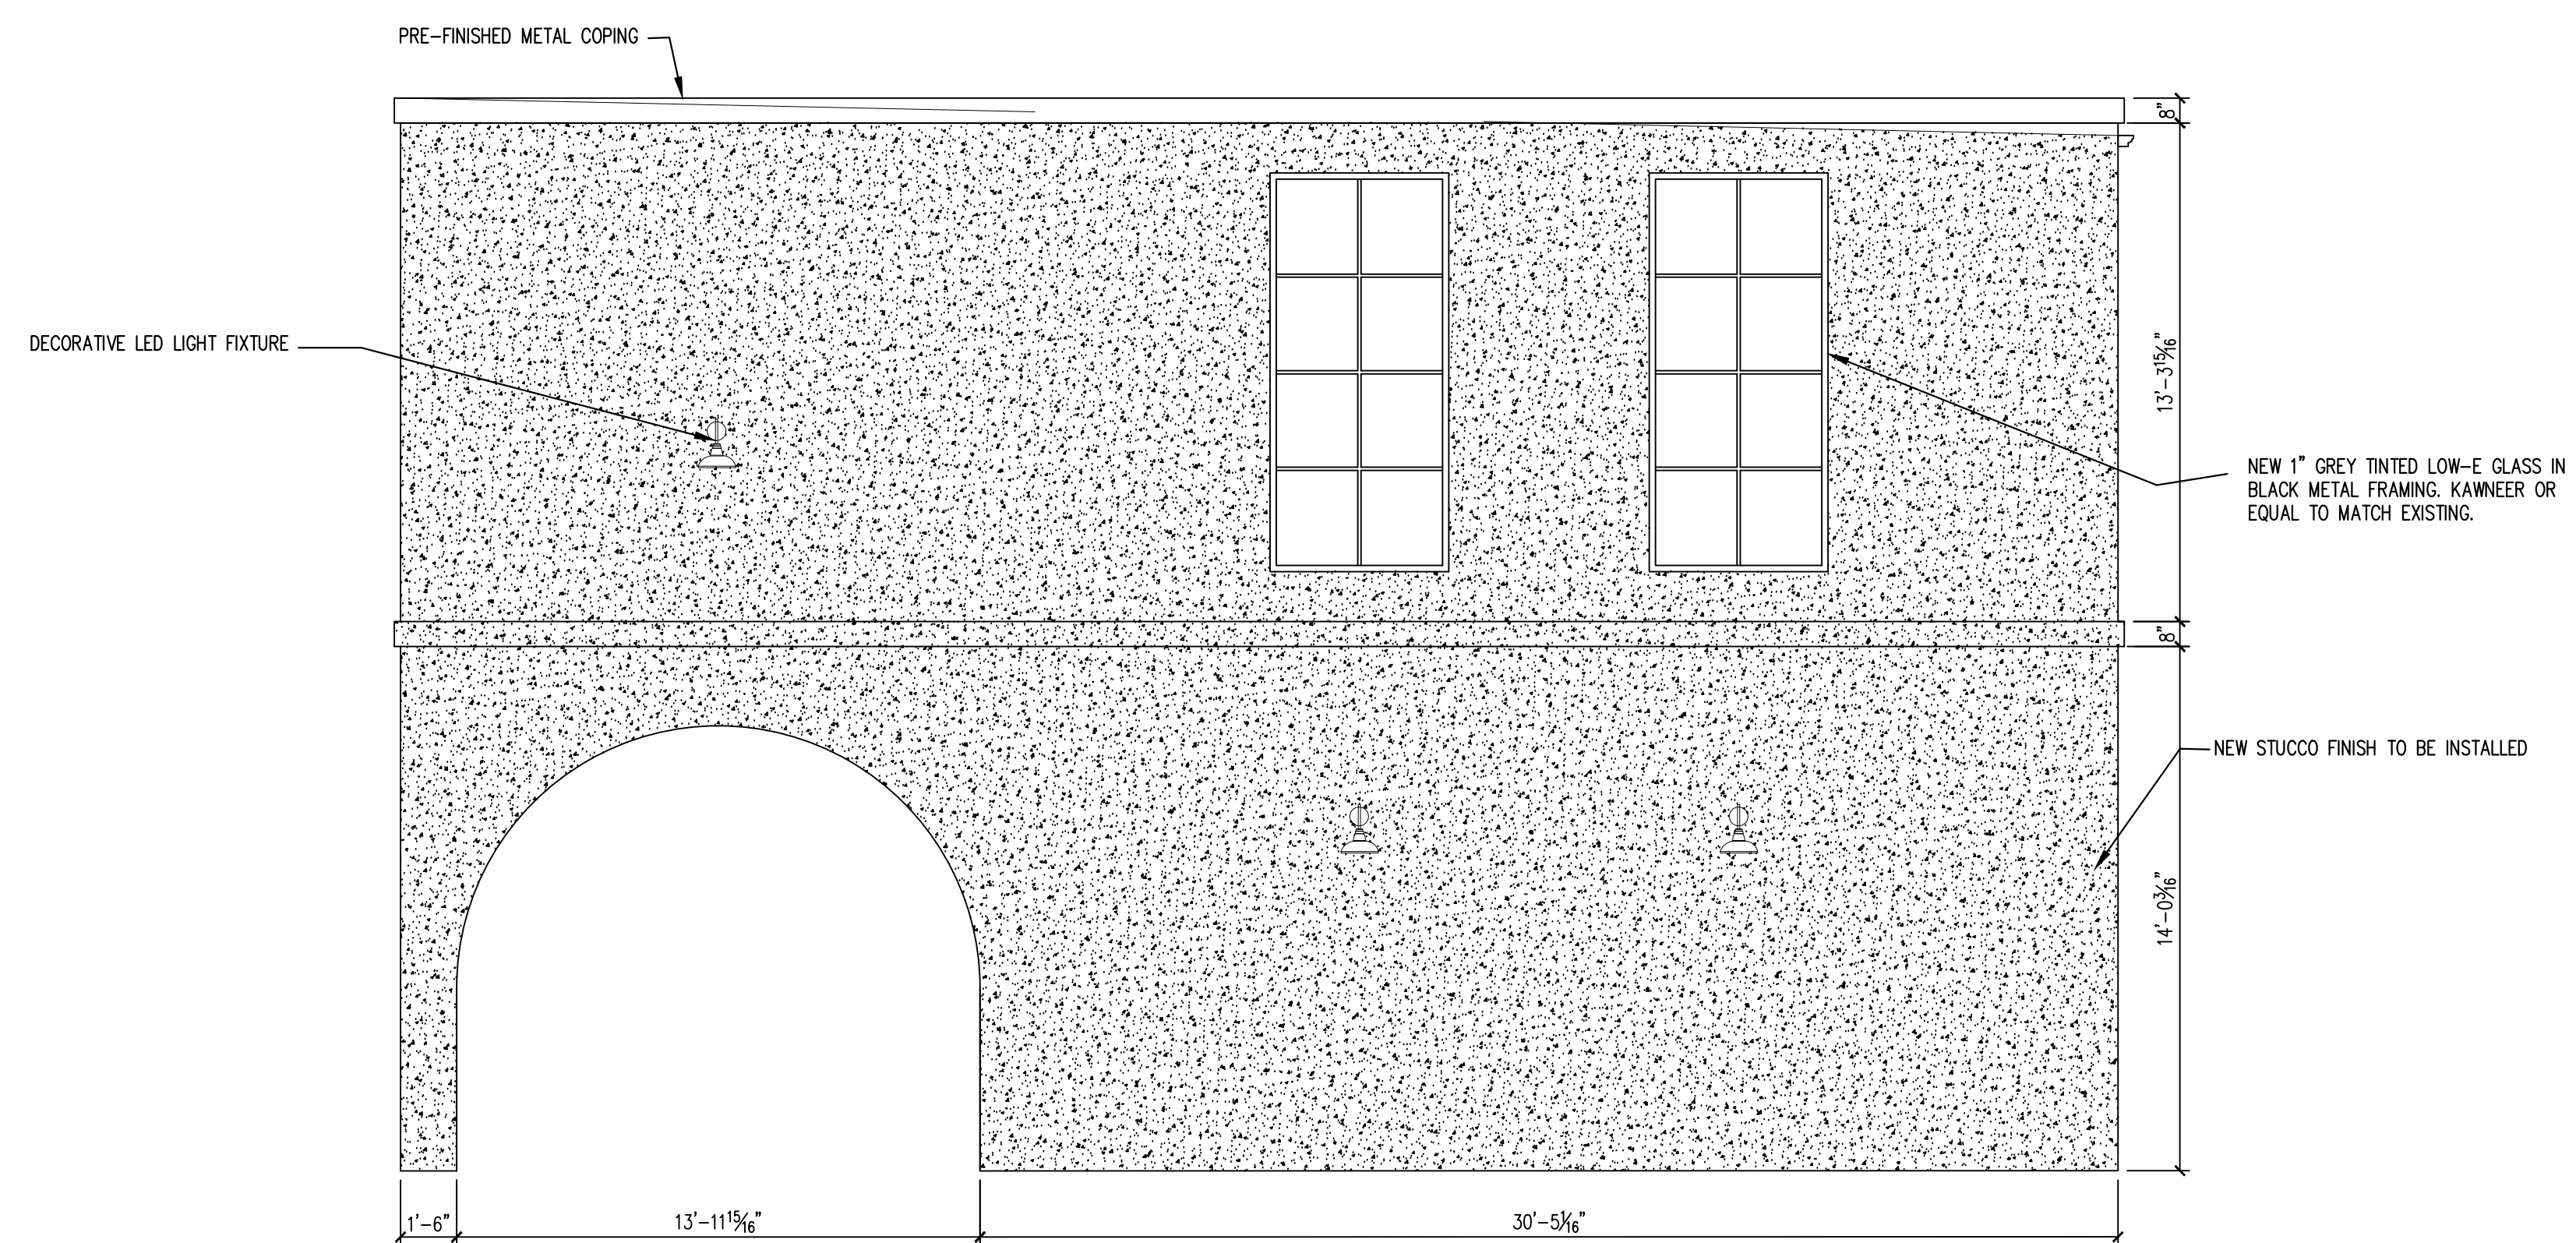 PRE-FINISHED METAL COPING
8"
DECORATIVE LED LIGHT FIXTURE
13'-3 15/16"
NEW 1" GREY TINTED LOW-E GLASS IN
BLACK METAL FRAMING. KAWNEER OR
EQUAL TO MATCH EXISTING.
8"
NEW STUCCO FINISH TO BE INSTALLED
14'-0 3/16"
1'-6"
13'-11 15/16"
30'-5 1/16"